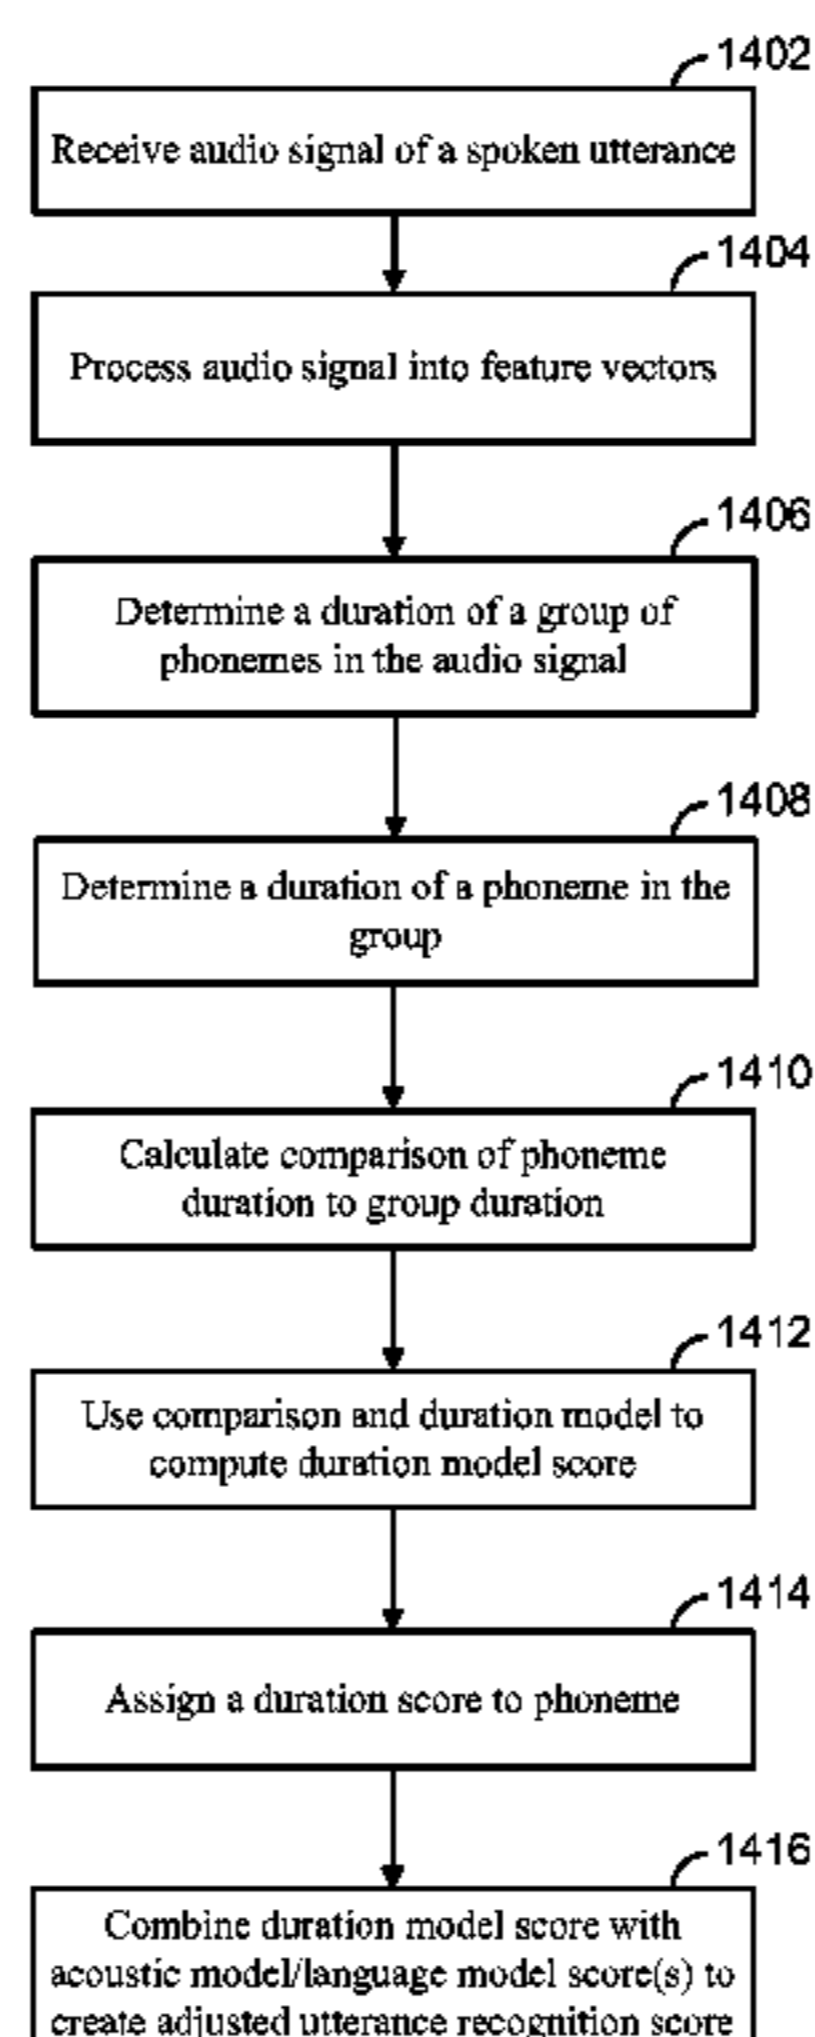 1402
Receive audio signal of a spoken utterance
1404
Process audio signal into feature vectors
1406
Determine a duration of a group of
phonemes in the audio signal
1408
Determine a duration of a phoneme in the
group
1410
Calculate comparison of phoneme
duration to group duration
1412
Use comparison and duration model to
compute duration model score
1414
Assign a duration score to phoneme
1416
Combine duration model score with
acoustic model/language model score(s) to
create adjusted utterance recognition score